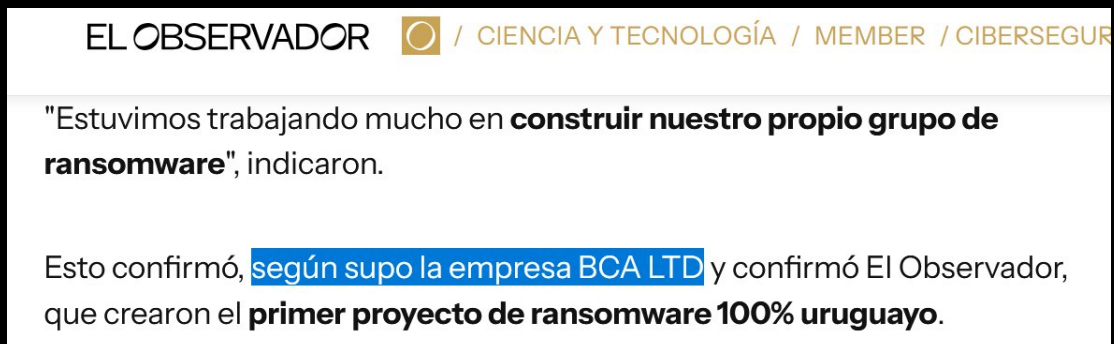 EL OBSERVADOR / CIENCIA Y TECNOLOGÍA / MEMBER / CIBERSEGUR
"Estuvimos trabajando mucho en construir nuestro propio grupo de
ransomware", indicaron.
Esto confirmó, según supo la empresa BCA LTD y confirmó El Observador,
que crearon el primer proyecto de ransomware 100% uruguayo.